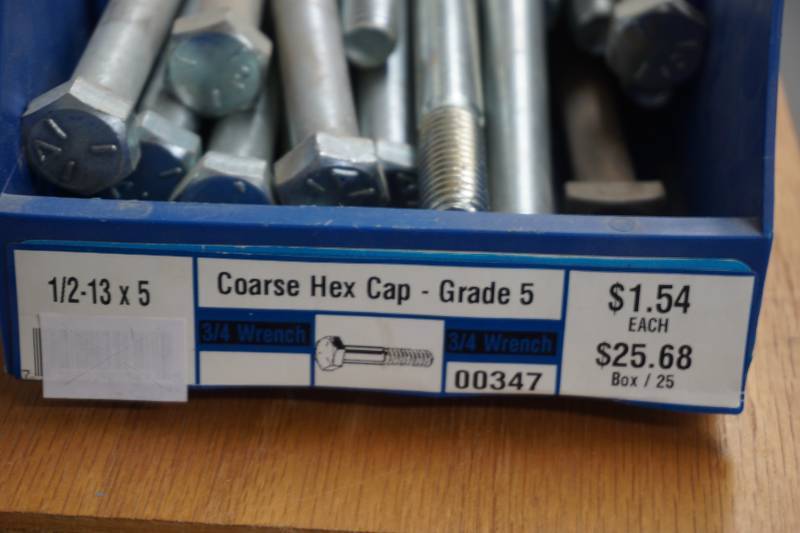 1/2-13 x 5
Coarse Hex Cap - Grade 5
3/4 Wrench
3/4 Wrench
00347
$1.54
EACH
$25.68
Box / 25
7